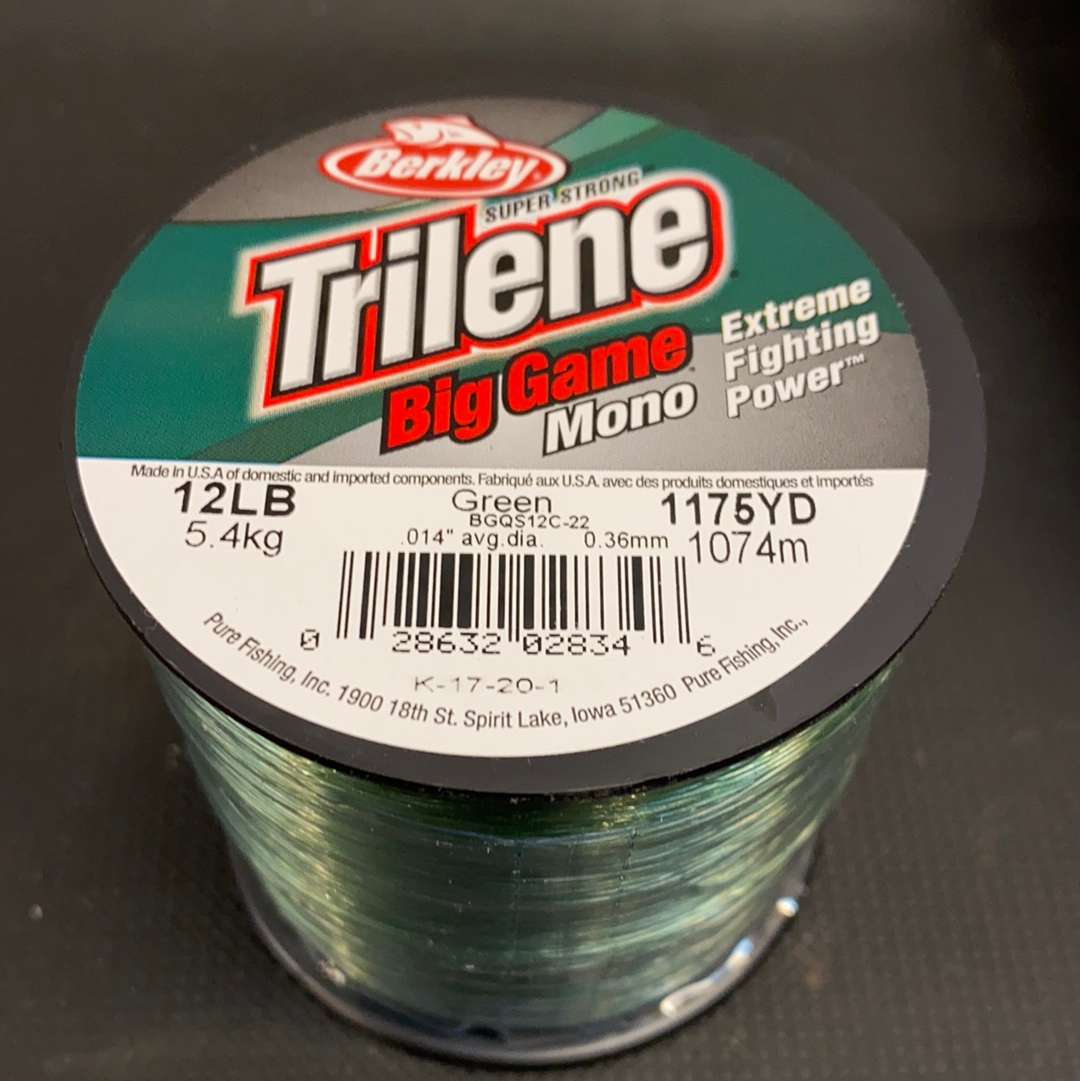 Berkley
SUPER STRONG™
Trilene
Big Game
Mono
Extreme
Fighting
Power™
Made in U.S.A of domestic and imported components. Fabriqué aux U.S.A. avec des produits domestiques et importés
12LB Green 1175YD
BGQS12C-22
5.4kg .014" avg.dia. 0.36mm 1074m
0 28632 02834 6
K-17-20-1
Pure Fishing, Inc. 1900 18th St. Spirit Lake, Iowa 51360 Pure Fishing, Inc.,